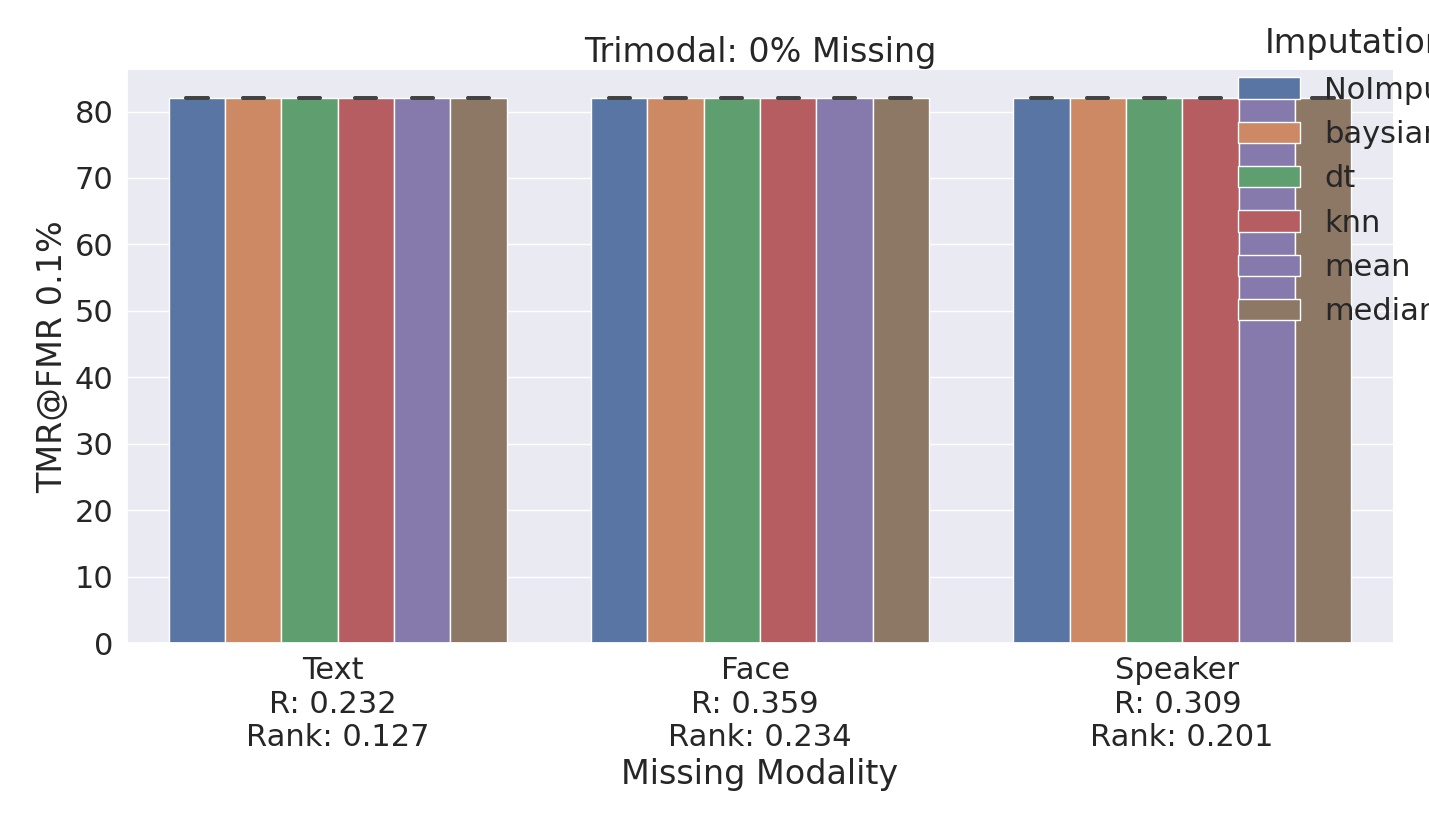 Trimodal: 0% Missing
Imputation
NoImpu
baysian
dt
knn
mean
median
TMR@FMR 0.1%
80
70
60
50
40
30
20
10
0
Text
R: 0.232
Rank: 0.127
Face
R: 0.359
Rank: 0.234
Speaker
R: 0.309
Rank: 0.201
Missing Modality